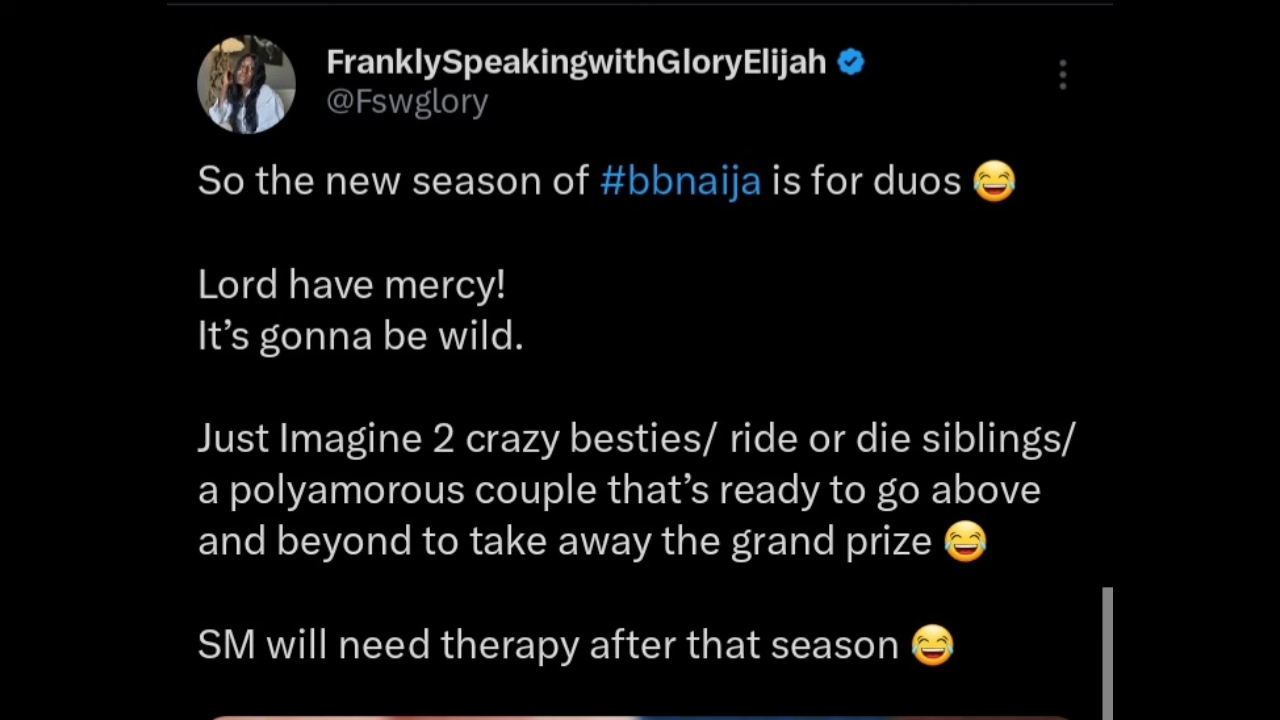 FranklySpeakingwithGloryElijah
@Fswglory
So the new season of #bbnaija is for duos 😂
Lord have mercy!
It’s gonna be wild.
Just Imagine 2 crazy besties/ ride or die siblings/
a polyamorous couple that’s ready to go above
and beyond to take away the grand prize 😂
SM will need therapy after that season 😂